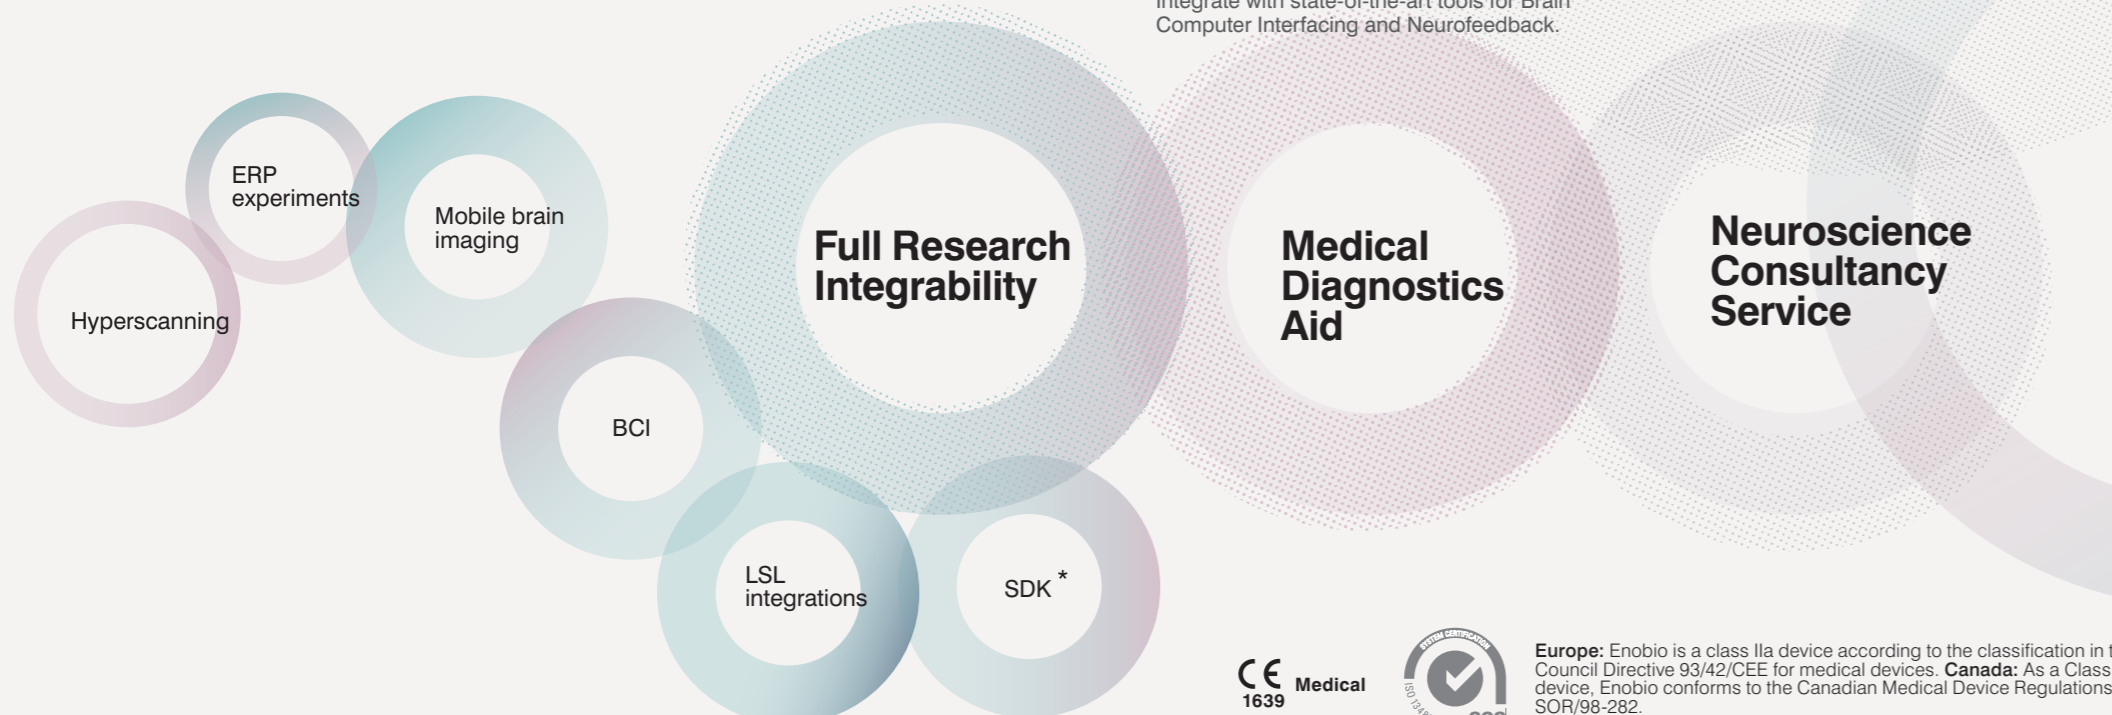 Integrate with state-of-the-art tools for Brain
Computer Interfacing and Neurofeedback.
ERP
experiments
Mobile brain
imaging
Hyperscanning
Full Research
Integrability
Medical
Diagnostics
Aid
Neuroscience
Consultancy
Service
BCI
LSL
integrations
SDK *
CE
1639
Medical
SYSTEM CERTIFICATION
Europe: Enobio is a class IIa device according to the classification in
Council Directive 93/42/CEE for medical devices. Canada: As a Class
device, Enobio conforms to the Canadian Medical Device Regulations
SOR/98-282.